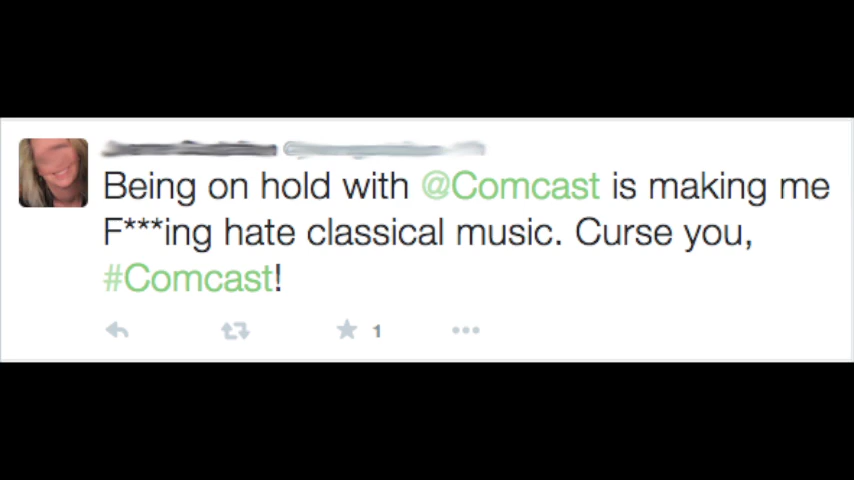 Being on hold with @Comcast is making me
F***ing hate classical music. Curse you,
#Comcast!
1